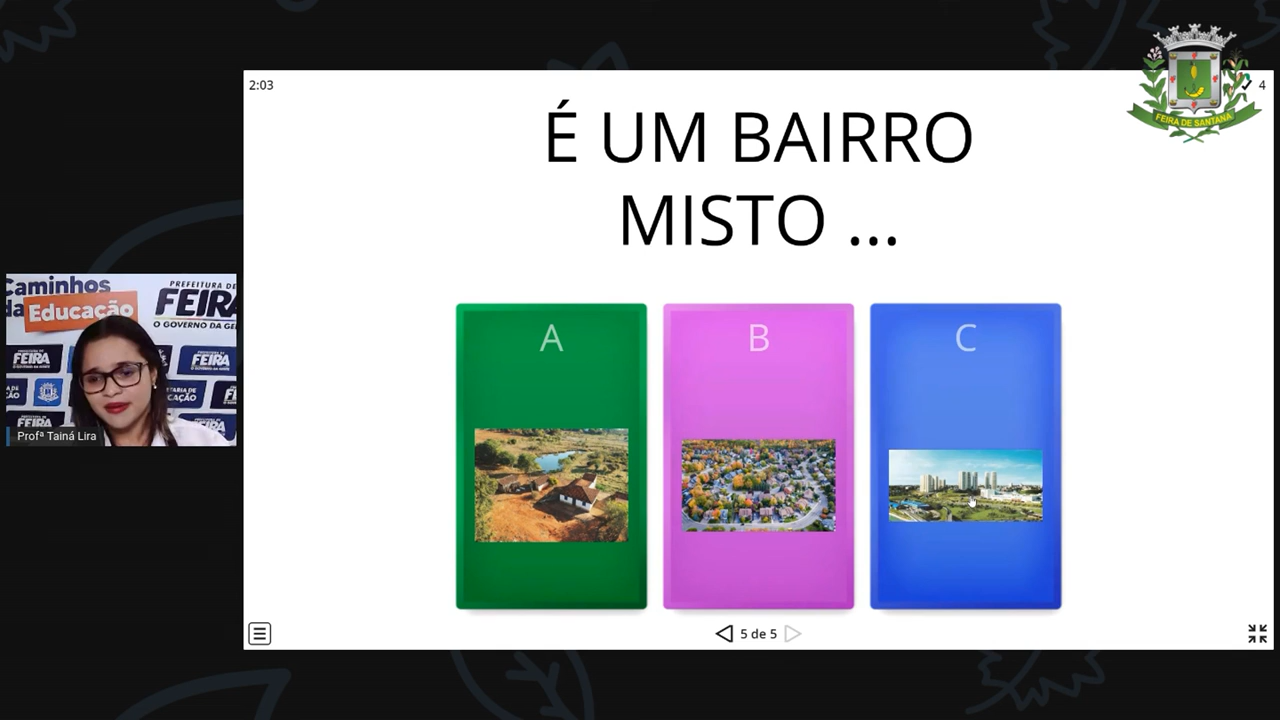 2:03
4
FEIRA DE SANTANA
É UM BAIRRO
MISTO ...
A
B
C
Caminhos
da Educação
PREFEITURA DE
FEIRA
O GOVERNO DA GE
FEIRA
FEIRA
FEIRA
Profª Tainá Lira
5 de 5